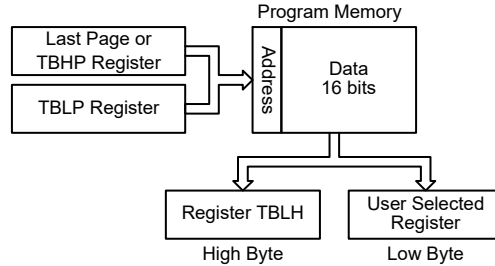 Program Memory
Last Page or
TBHP Register
TBLP Register
Address
Data
16 bits
Register TBLH
High Byte
User Selected
Register
Low Byte